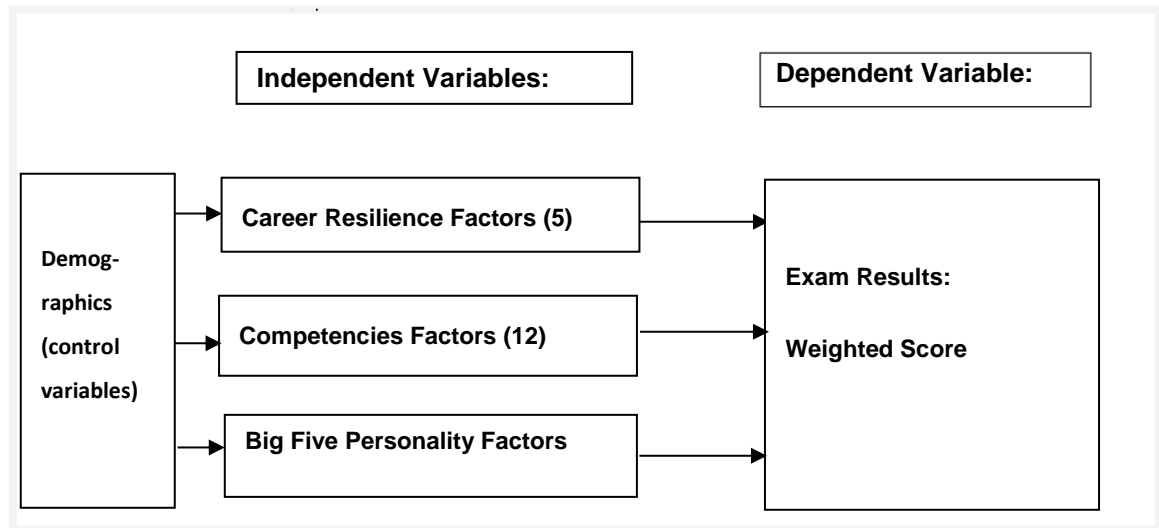 Independent Variables:
Dependent Variable:
Demog-
raphics
(control
variables)
Career Resilience Factors (5)
Competencies Factors (12)
Big Five Personality Factors
Exam Results:
Weighted Score